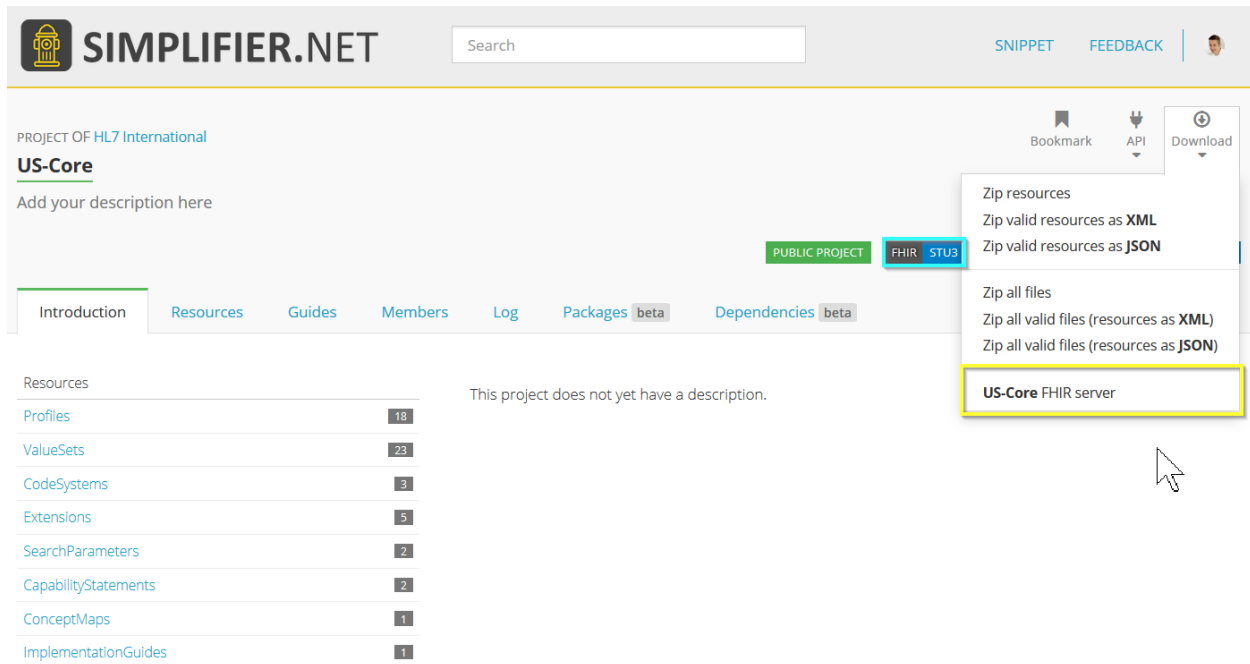 SIMPLIFIER.NET
Search
SNIPPET
FEEDBACK
PROJECT OF HL7 International
US-Core
Add your description here
Bookmark
API
Download
Zip resources
Zip valid resources as XML
Zip valid resources as JSON
Zip all files
Zip all valid files (resources as XML)
Zip all valid files (resources as JSON)
US-Core FHIR server
PUBLIC PROJECT
FHIR STU3
Introduction
Resources
Guides
Members
Log
Packages beta
Dependencies beta
Resources
Profiles 18
ValueSets 23
CodeSystems 3
Extensions 5
SearchParameters 2
CapabilityStatements 2
ConceptMaps 1
ImplementationGuides 1
This project does not yet have a description.